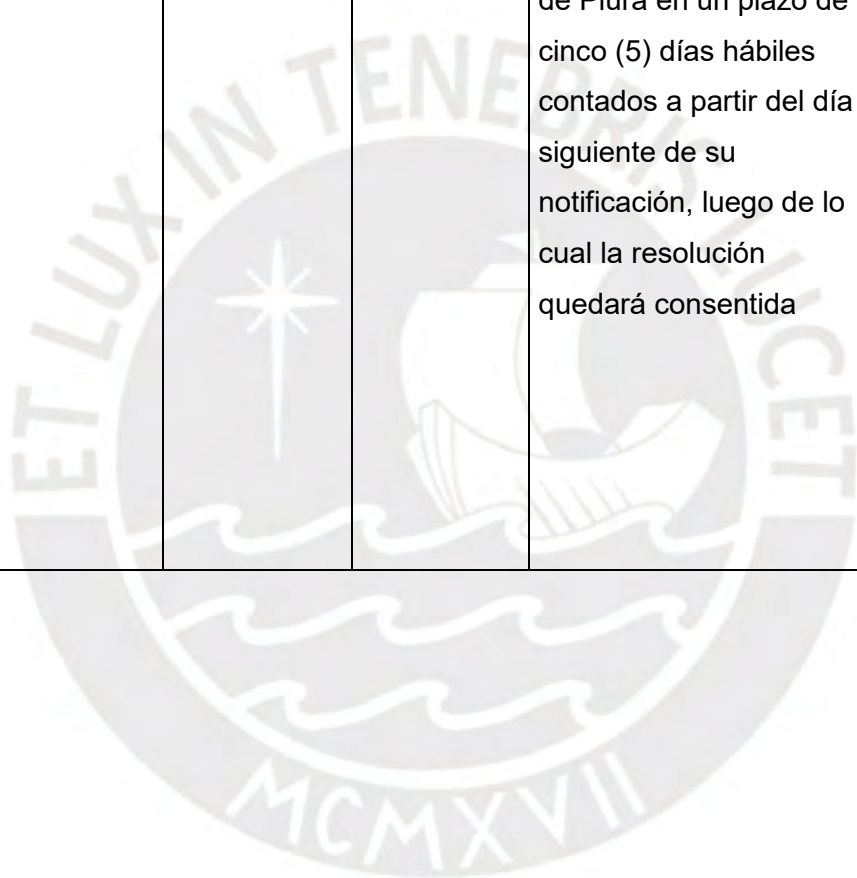 de Piura en un plazo de
cinco (5) días hábiles
contados a partir del día
siguiente de su
notificación, luego de lo
cual la resolución
quedará consentida
ET LUX IN TENEBRIS LUCET
MCMXVII